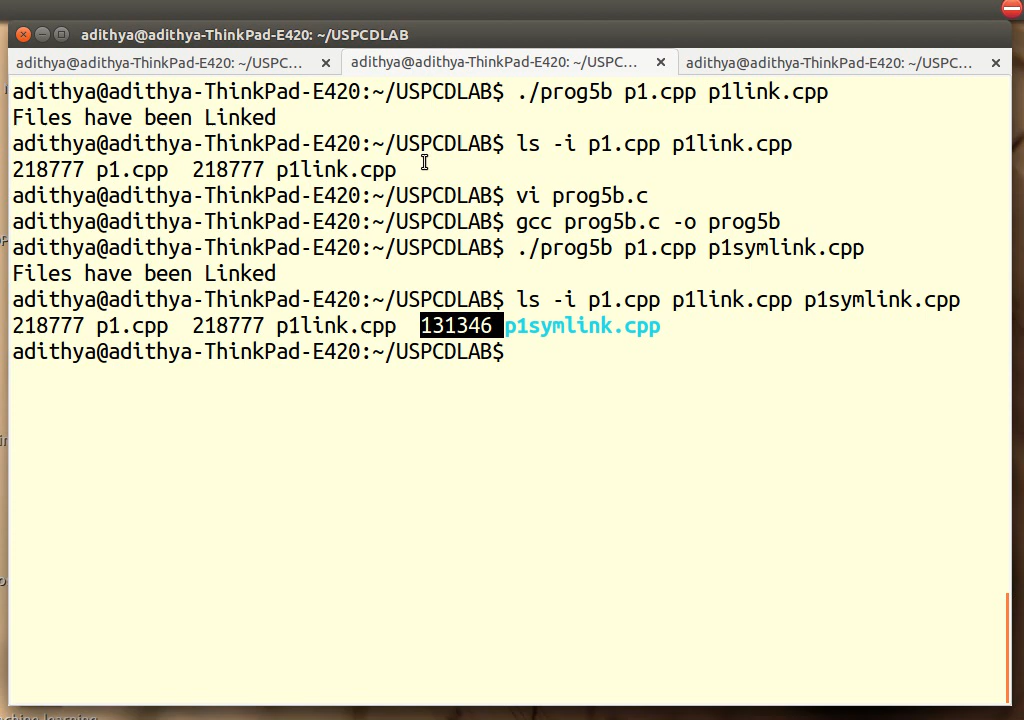 adithya@adithya-ThinkPad-E420: ~/USPCDLAB
adithya@adithya-ThinkPad-E420: ~/USPC... × adithya@adithya-ThinkPad-E420: ~/USPC... × adithya@adithya-ThinkPad-E420: ~/USPC... ×
adithya@adithya-ThinkPad-E420:~/USPCDLAB$ ./prog5b p1.cpp p1link.cpp
Files have been Linked
adithya@adithya-ThinkPad-E420:~/USPCDLAB$ ls -i p1.cpp p1link.cpp
218777 p1.cpp  218777 p1link.cpp
adithya@adithya-ThinkPad-E420:~/USPCDLAB$ vi prog5b.c
adithya@adithya-ThinkPad-E420:~/USPCDLAB$ gcc prog5b.c -o prog5b
adithya@adithya-ThinkPad-E420:~/USPCDLAB$ ./prog5b p1.cpp p1symlink.cpp
Files have been Linked
adithya@adithya-ThinkPad-E420:~/USPCDLAB$ ls -i p1.cpp p1link.cpp p1symlink.cpp
218777 p1.cpp  218777 p1link.cpp  131346 p1symlink.cpp
adithya@adithya-ThinkPad-E420:~/USPCDLAB$